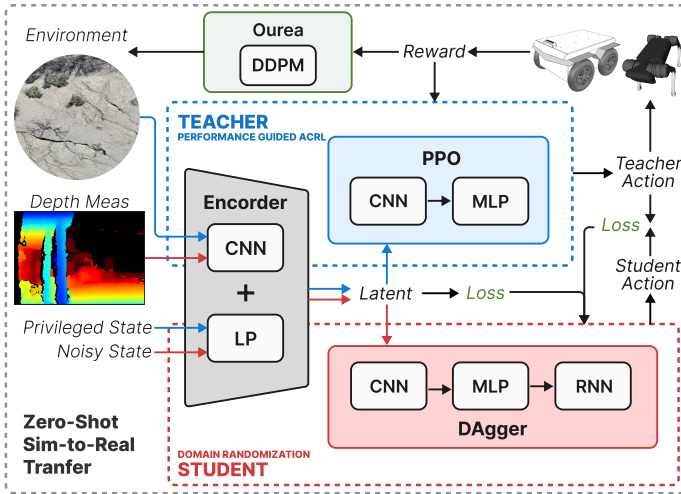 Environment
Ourea
DDPM
Reward
TEACHER
PERFORMANCE GUIDED ACRL
PPO
CNN
MLP
Teacher
Action
Depth Meas
Encorder
CNN
+
LP
Loss
Student
Action
Latent
Loss
Privileged State
Noisy State
CNN
MLP
RNN
DAgger
Zero-Shot
Sim-to-Real
Tranfer
DOMAIN RANDOMIZATION
STUDENT